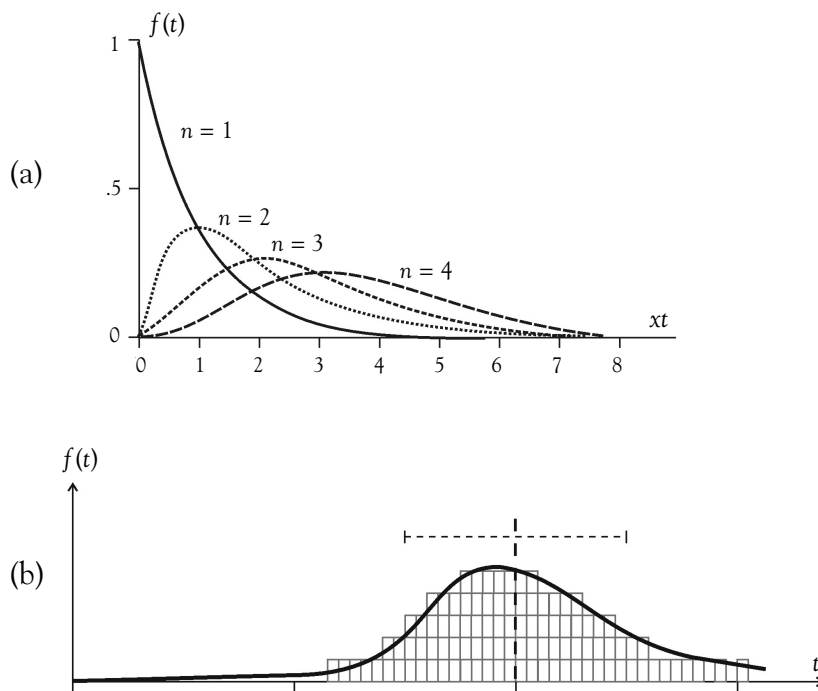 f(t)
1
n = 1
(a)
.5
n = 2
n = 3
n = 4
0
xt
0 1 2 3 4 5 6 7 8
f(t)
(b)
t